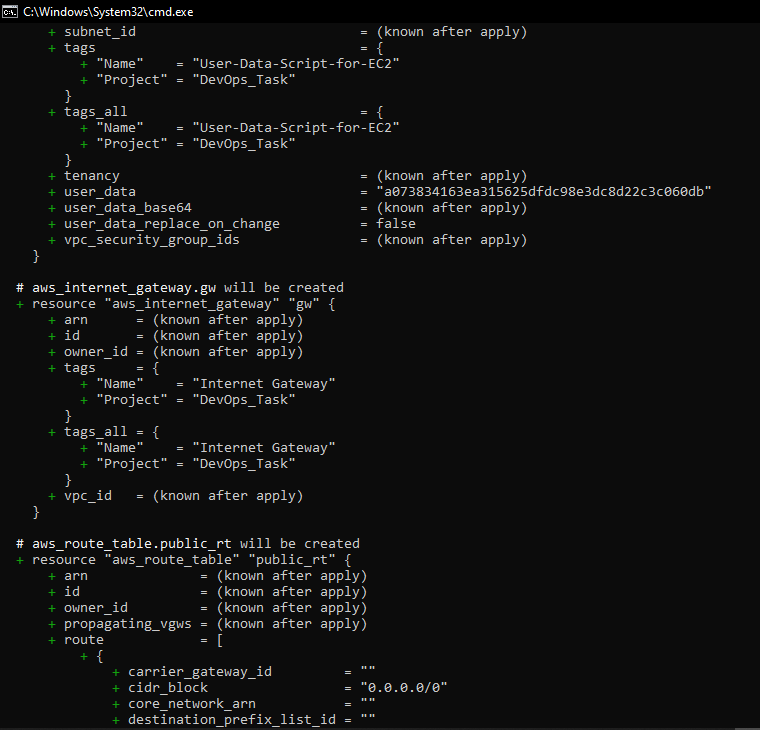 C:\Windows\System32\cmd.exe
+ subnet_id = (known after apply)
+ tags = {
+ "Name" = "User-Data-Script-for-EC2"
+ "Project" = "DevOps_Task"
}
+ tags_all = {
+ "Name" = "User-Data-Script-for-EC2"
+ "Project" = "DevOps_Task"
}
+ tenancy = (known after apply)
+ user_data = "a073834163ea315625dfdc98e3dc8d22c3c060db"
+ user_data_base64 = (known after apply)
+ user_data_replace_on_change = false
+ vpc_security_group_ids = (known after apply)
}
# aws_internet_gateway.gw will be created
+ resource "aws_internet_gateway" "gw" {
+ arn = (known after apply)
+ id = (known after apply)
+ owner_id = (known after apply)
+ tags = {
+ "Name" = "Internet Gateway"
+ "Project" = "DevOps_Task"
}
+ tags_all = {
+ "Name" = "Internet Gateway"
+ "Project" = "DevOps_Task"
}
+ vpc_id = (known after apply)
}
# aws_route_table.public_rt will be created
+ resource "aws_route_table" "public_rt" {
+ arn = (known after apply)
+ id = (known after apply)
+ owner_id = (known after apply)
+ propagating_vgws = (known after apply)
+ route = [
+ {
+ carrier_gateway_id = ""
+ cidr_block = "0.0.0.0/0"
+ core_network_arn = ""
+ destination_prefix_list_id = ""